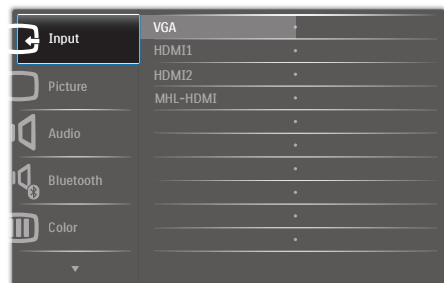 Input
Picture
Audio
Bluetooth
Color
VGA
HDMI1
HDMI2
MHL-HDMI